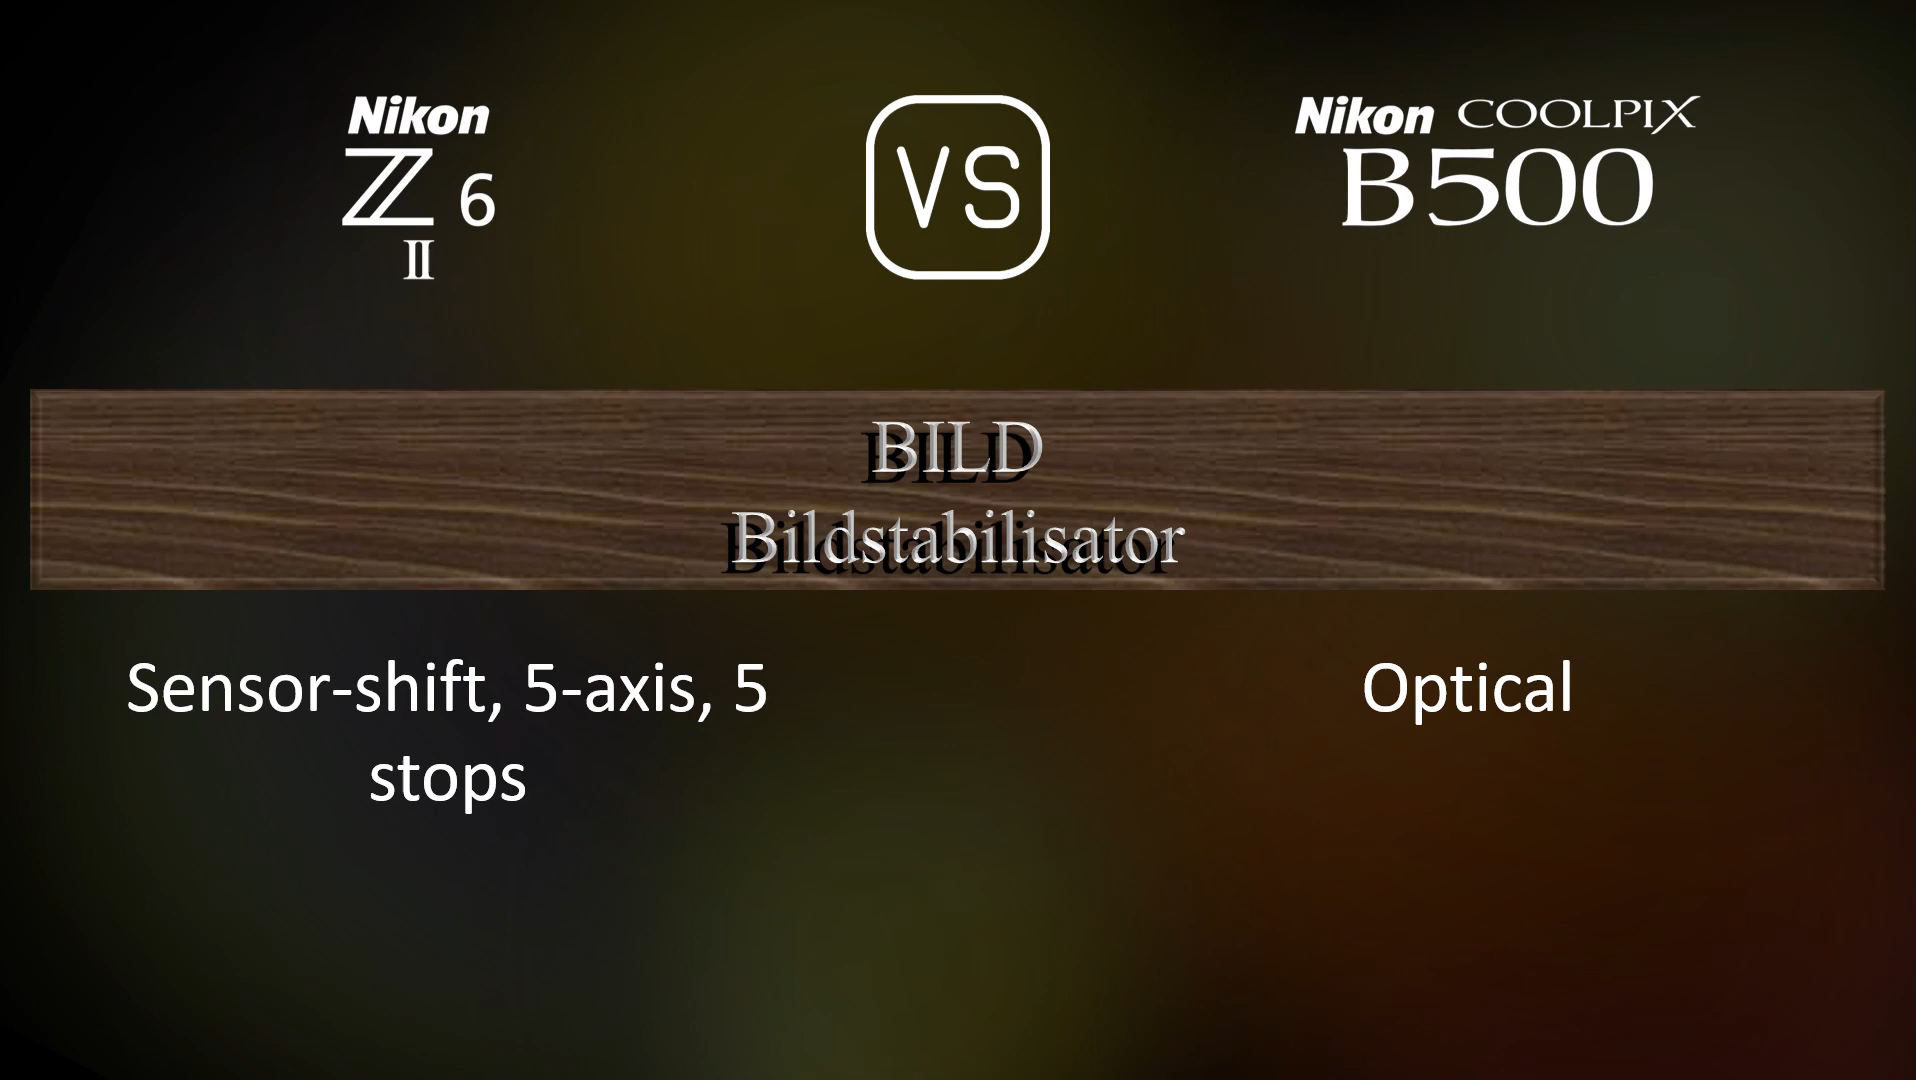 Nikon
Z 6
II
VS
Nikon COOLPIX
B500
BILD
Bildstabilisator
Sensor-shift, 5-axis, 5
stops
Optical